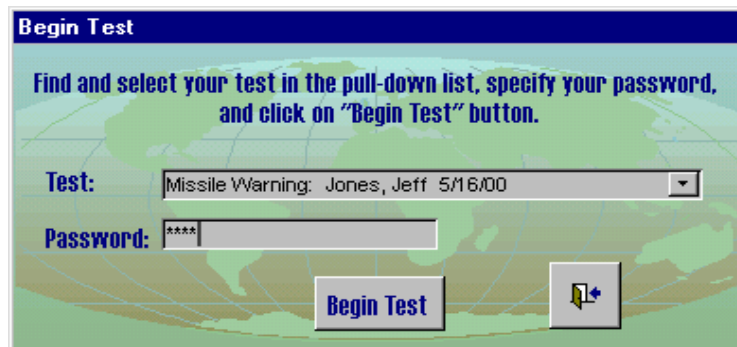 Begin Test
Find and select your test in the pull-down list, specify your password,
and click on "Begin Test" button.
Test: Missile Warning: Jones, Jeff 5/16/00
Password: ****
Begin Test